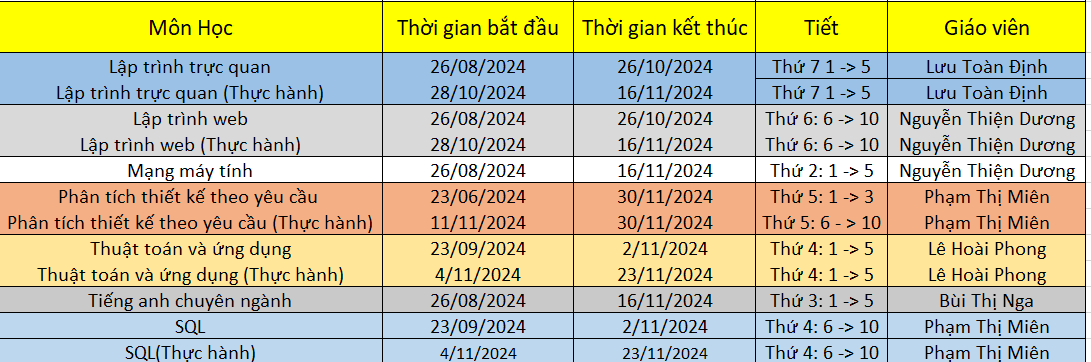 Môn Học Thời gian bắt đầu Thời gian kết thúc Tiết Giáo viên
Lập trình trực quan 26/08/2024 26/10/2024 Thứ 7 1 -> 5 Lưu Toàn Định
Lập trình trực quan (Thực hành) 28/10/2024 16/11/2024 Thứ 7 1 -> 5 Lưu Toàn Định
Lập trình web 26/08/2024 26/10/2024 Thứ 6: 6 -> 10 Nguyễn Thiện Dương
Lập trình web (Thực hành) 28/10/2024 16/11/2024 Thứ 6: 6 -> 10 Nguyễn Thiện Dương
Mạng máy tính 26/08/2024 16/11/2024 Thứ 2: 1 -> 5 Nguyễn Thiện Dương
Phân tích thiết kế theo yêu cầu 23/06/2024 30/11/2024 Thứ 5: 1 -> 3 Phạm Thị Miên
Phân tích thiết kế theo yêu cầu (Thực hành) 11/11/2024 30/11/2024 Thứ 5: 6 - > 10 Phạm Thị Miên
Thuật toán và ứng dụng 23/09/2024 2/11/2024 Thứ 4: 1 -> 5 Lê Hoài Phong
Thuật toán và ứng dụng (Thực hành) 4/11/2024 23/11/2024 Thứ 4: 1 -> 5 Lê Hoài Phong
Tiếng anh chuyên ngành 26/08/2024 16/11/2024 Thứ 3: 1 -> 5 Bùi Thị Nga
SQL 23/09/2024 2/11/2024 Thứ 4: 6 -> 10 Phạm Thị Miên
SQL(Thực hành) 4/11/2024 23/11/2024 Thứ 4: 6 -> 10 Phạm Thị Miên